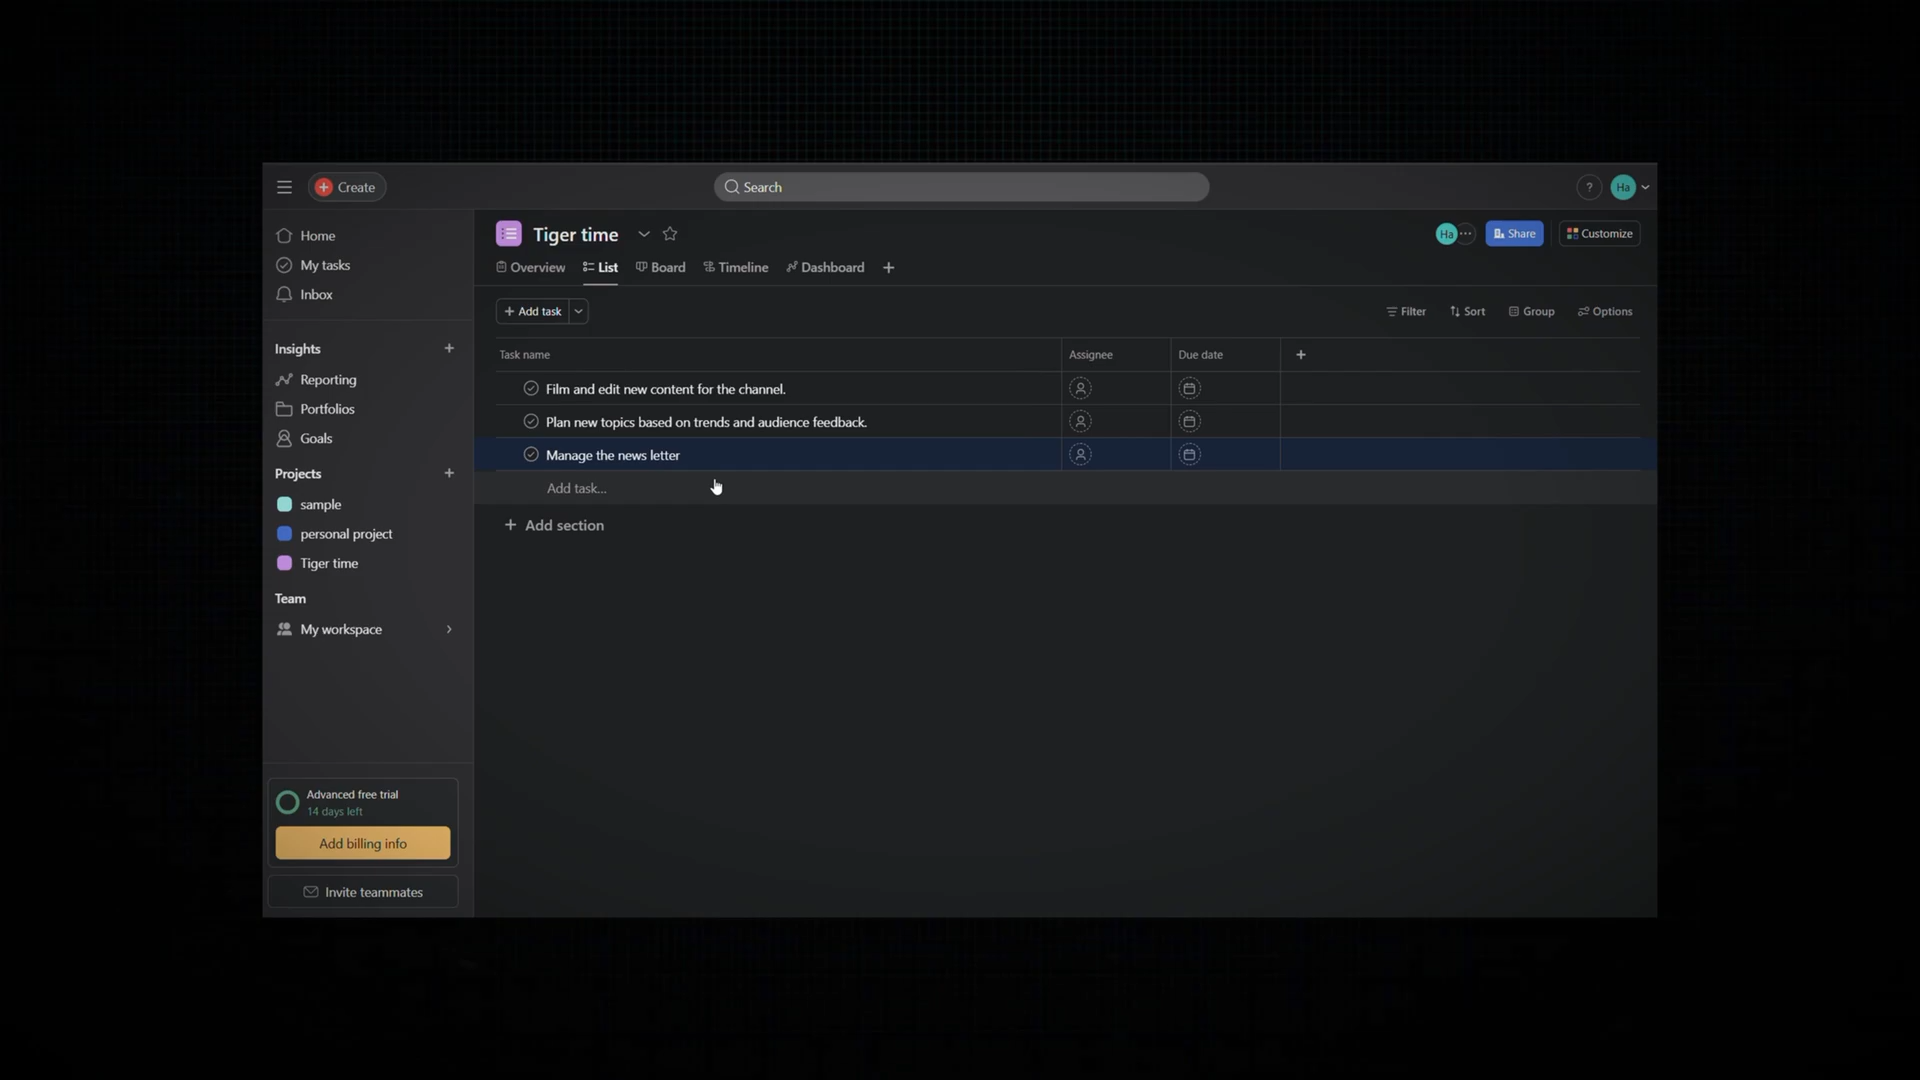 Create
Search
?
Ha
Home
My tasks
Inbox
Insights
Reporting
Portfolios
Goals
Projects
sample
personal project
Tiger time
Team
My workspace
Advanced free trial
14 days left
Add billing info
Invite teammates
Tiger time
Ha
Share
Customize
Overview
List
Board
Timeline
Dashboard
Add task
Filter
Sort
Group
Options
Task name
Assignee
Due date
Film and edit new content for the channel.
Plan new topics based on trends and audience feedback.
Manage the news letter
Add task...
Add section